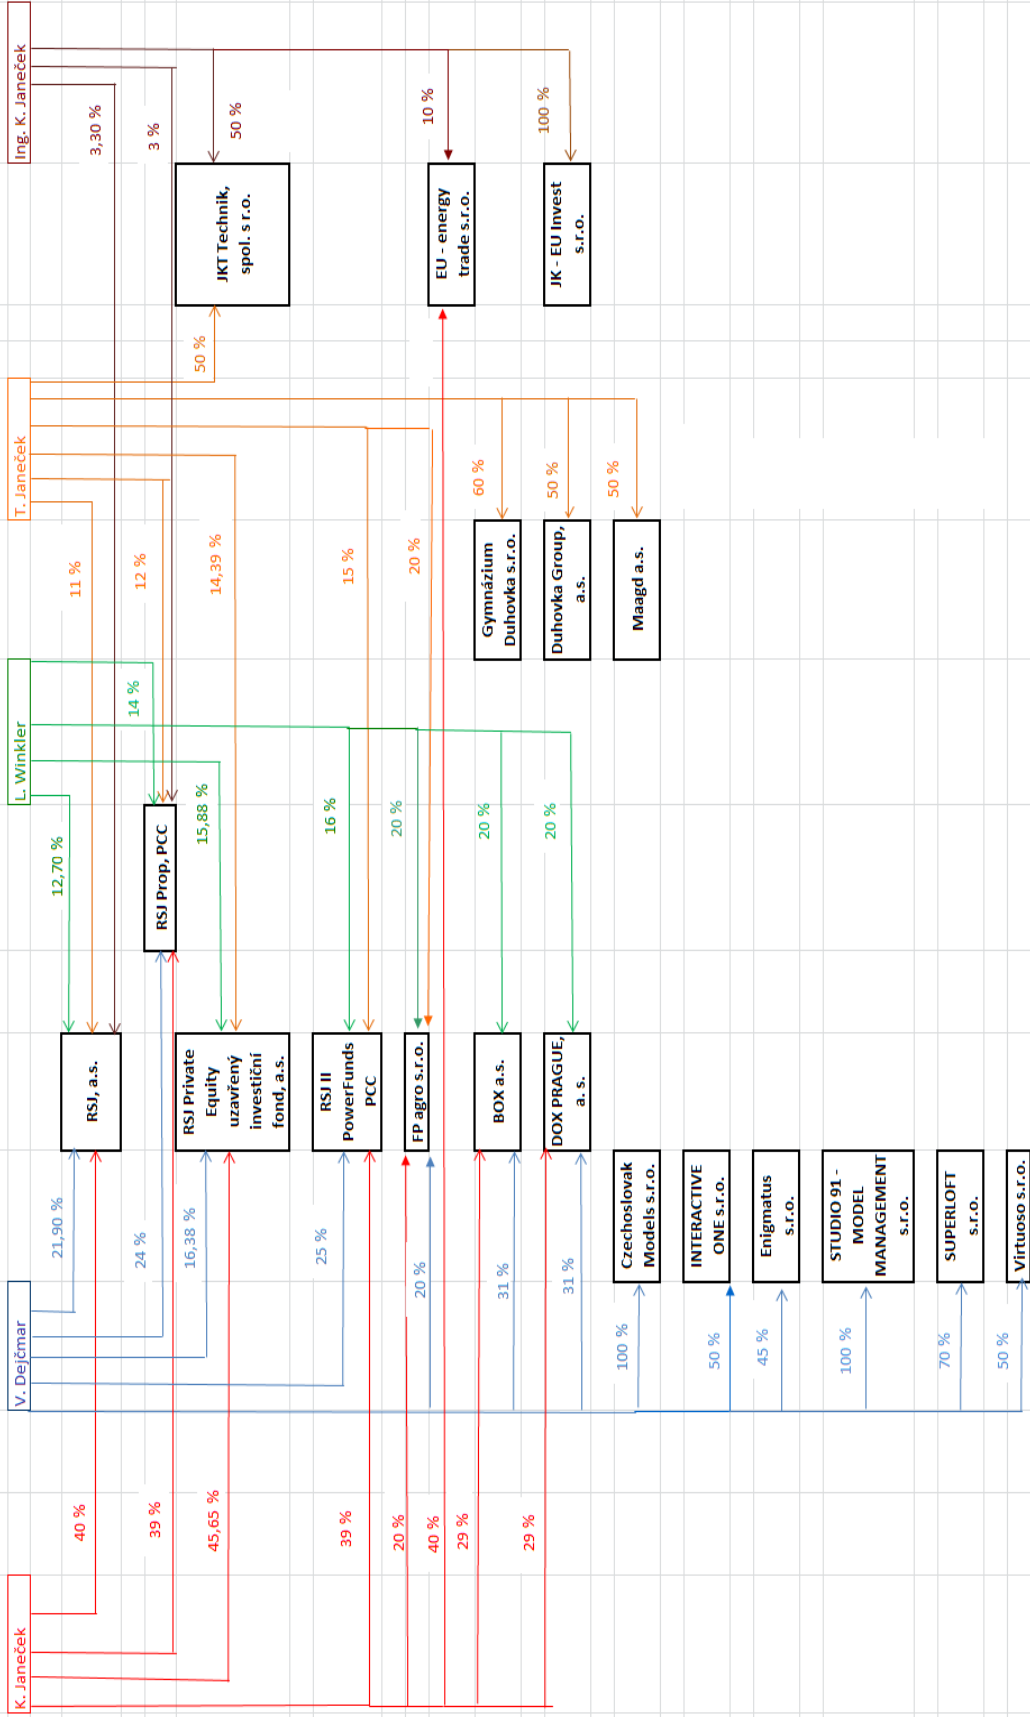 K. Janeček
V. Dejčmar
L. Winkler
T. Janeček
Ing. K. Janeček
40 %
21,90 %
RSJ, a.s.
12,70 %
11 %
3,30 %
39 %
24 %
RSJ Prop, PCC
14 %
12 %
3 %
45,65 %
16,38 %
RSJ Private
Equity
uzavřený
investiční
fond, a.s.
15,88 %
14,39 %
50 %
JKT Technik,
spol. s r.o.
50 %
39 %
25 %
RSJ II
PowerFunds
PCC
16 %
15 %
20 %
20 %
FP agro s.r.o.
20 %
20 %
40 %
EU - energy
trade s.r.o.
10 %
29 %
31 %
BOX a.s.
20 %
Gymnázium
Duhovka s.r.o.
60 %
29 %
31 %
DOX PRAGUE,
a. s.
20 %
Duhovka Group,
a.s.
50 %
JK - EU Invest
s.r.o.
100 %
100 %
Czechoslovak
Models s.r.o.
Maagd a.s.
50 %
50 %
INTERACTIVE
ONE s.r.o.
45 %
Enigmatus
s.r.o.
100 %
STUDIO 91 -
MODEL
MANAGEMENT
s.r.o.
70 %
SUPERLOFT
s.r.o.
50 %
Virtuoso s.r.o.